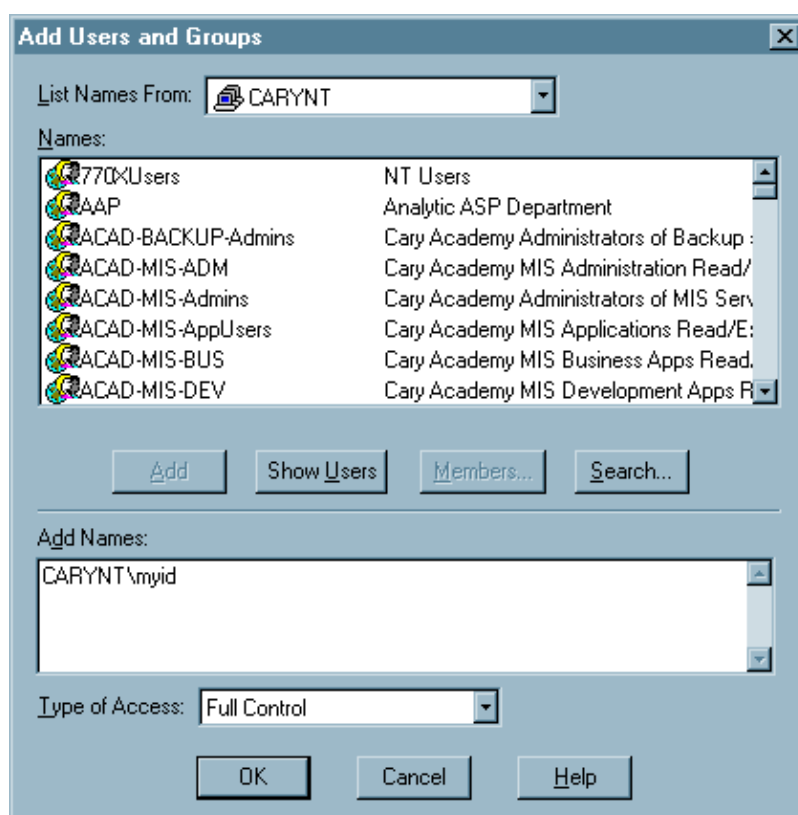 Add Users and Groups
List Names From: CARYNT
Names:
770XUsers NT Users
AAP Analytic ASP Department
ACAD-BACKUP-Admins Cary Academy Administrators of Backup
ACAD-MIS-ADM Cary Academy MIS Administration Read/
ACAD-MIS-Admins Cary Academy Administrators of MIS Serv
ACAD-MIS-AppUsers Cary Academy MIS Applications Read/E
ACAD-MIS-BUS Cary Academy MIS Business Apps Read
ACAD-MIS-DEV Cary Academy MIS Development Apps R
Add Show Users Members... Search...
Add Names:
CARYNT\myid
Type of Access: Full Control
OK Cancel Help